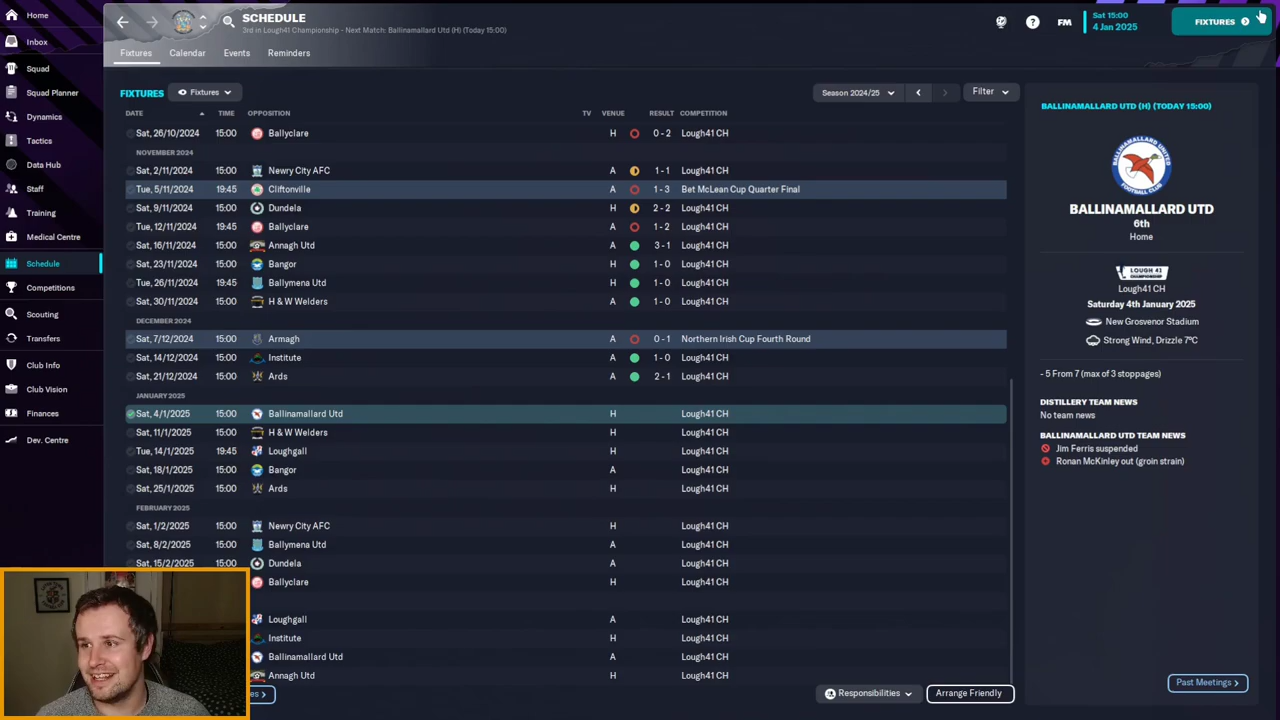 Home
Inbox
Squad
Squad Planner
Dynamics
Tactics
Data Hub
Staff
Training
Medical Centre
Schedule
Competitions
Scouting
Transfers
Club Info
Club Vision
Finances
Dev. Centre
SCHEDULE
3rd in Lough41 Championship - Next Match: Ballinamallard Utd (H) (Today 15:00)
FM
Sat 15:00
4 Jan 2025
FIXTURES
Fixtures Calendar Events Reminders
FIXTURES Fixtures Season 2024/25 Filter
DATE TIME OPPOSITION TV VENUE RESULT COMPETITION
Sat, 26/10/2024 15:00 Ballyclare H 0 - 2 Lough41 CH
NOVEMBER 2024
Sat, 2/11/2024 15:00 Newry City AFC A 1 - 1 Lough41 CH
Tue, 5/11/2024 19:45 Cliftonville A 1 - 3 Bet McLean Cup Quarter Final
Sat, 9/11/2024 15:00 Dundela H 2 - 2 Lough41 CH
Tue, 12/11/2024 19:45 Ballyclare A 1 - 2 Lough41 CH
Sat, 16/11/2024 15:00 Annagh Utd A 3 - 1 Lough41 CH
Sat, 23/11/2024 15:00 Bangor H 1 - 0 Lough41 CH
Tue, 26/11/2024 19:45 Ballymena Utd H 1 - 0 Lough41 CH
Sat, 30/11/2024 15:00 H & W Welders A 1 - 0 Lough41 CH
DECEMBER 2024
Sat, 7/12/2024 15:00 Armagh A 0 - 1 Northern Irish Cup Fourth Round
Sat, 14/12/2024 15:00 Institute A 1 - 0 Lough41 CH
Sat, 21/12/2024 15:00 Ards A 2 - 1 Lough41 CH
JANUARY 2025
Sat, 4/1/2025 15:00 Ballinamallard Utd H Lough41 CH
Sat, 11/1/2025 15:00 H & W Welders H Lough41 CH
Tue, 14/1/2025 19:45 Loughgall H Lough41 CH
Sat, 18/1/2025 15:00 Bangor A Lough41 CH
Sat, 25/1/2025 15:00 Ards H Lough41 CH
FEBRUARY 2025
Sat, 1/2/2025 15:00 Newry City AFC H Lough41 CH
Sat, 8/2/2025 15:00 Ballymena Utd A Lough41 CH
Sat, 15/2/2025 15:00 Dundela A Lough41 CH
Ballyclare H Lough41 CH
Loughgall A Lough41 CH
Institute H Lough41 CH
Ballinamallard Utd A Lough41 CH
Annagh Utd H Lough41 CH
Responsibilities Arrange Friendly
BALLINAMALLARD UTD (H) (TODAY 15:00)
BALLINAMALLARD UNITED
FOOTBALL CLUB
BALLINAMALLARD UTD
6th
Home
LOUGH 41
CHAMPIONSHIP
Lough41 CH
Saturday 4th January 2025
New Grosvenor Stadium
Strong Wind, Drizzle 7ºC
- 5 From 7 (max of 3 stoppages)
DISTILLERY TEAM NEWS
No team news
BALLINAMALLARD UTD TEAM NEWS
Jim Ferris suspended
Ronan McKinley out (groin strain)
Past Meetings